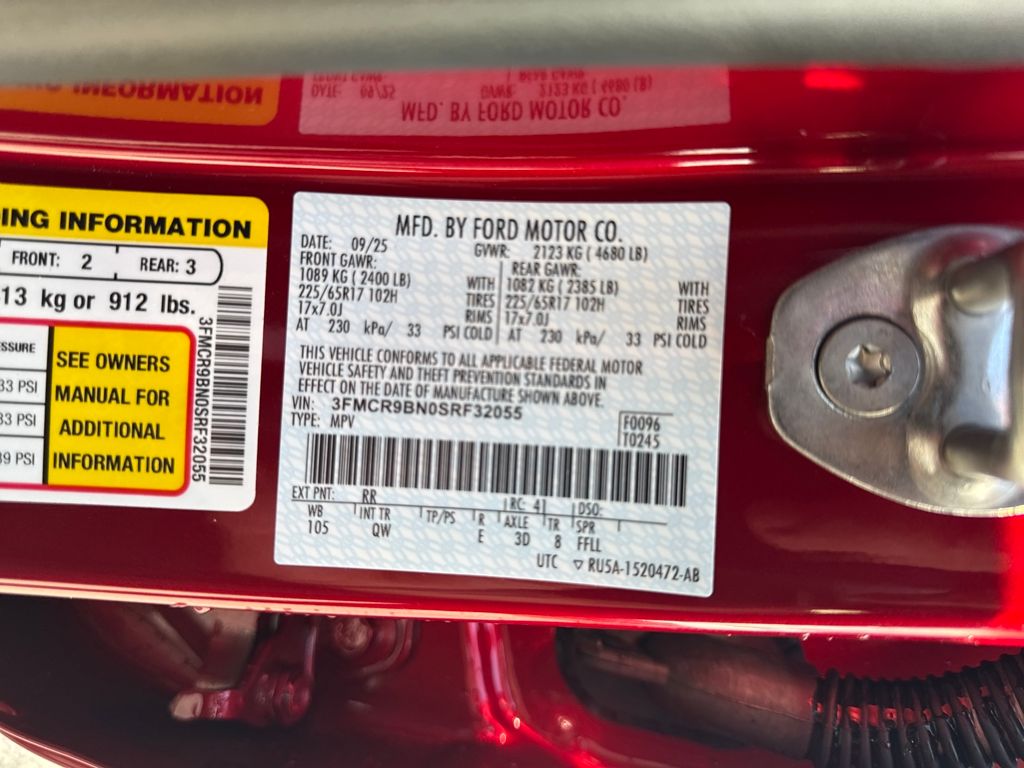 MFD. BY FORD MOTOR CO.
DATE: 09/25 GVWR: 2123 KG ( 4680 LB)
FRONT GAWR: REAR GAWR:
1089 KG ( 2400 LB) WITH 1082 KG ( 2385 LB) WITH
225/65R17 102H TIRES 225/65R17 102H TIRES
17x7.0J RIMS 17x7.0J RIMS
AT 230 kPa/ 33 PSI COLD AT 230 kPa/ 33 PSI COLD
THIS VEHICLE CONFORMS TO ALL APPLICABLE FEDERAL MOTOR
VEHICLE SAFETY AND THEFT PREVENTION STANDARDS IN
EFFECT ON THE DATE OF MANUFACTURE SHOWN ABOVE.
VIN: 3FMCR9BN0SRF32055
TYPE: MPV
F0096
T0245
EXT PNT: RR RC: 41 DSO:
WB INT TR TP/PS R AXLE TR SPR
105 QW E 3D 8 FFLL
UTC ▽ RU5A-1520472-AB
ING INFORMATION
FRONT: 2 REAR: 3
13 kg or 912 lbs.
SSURE
33 PSI
33 PSI
39 PSI
SEE OWNERS
MANUAL FOR
ADDITIONAL
INFORMATION
3FMCR9BN0SRF32055